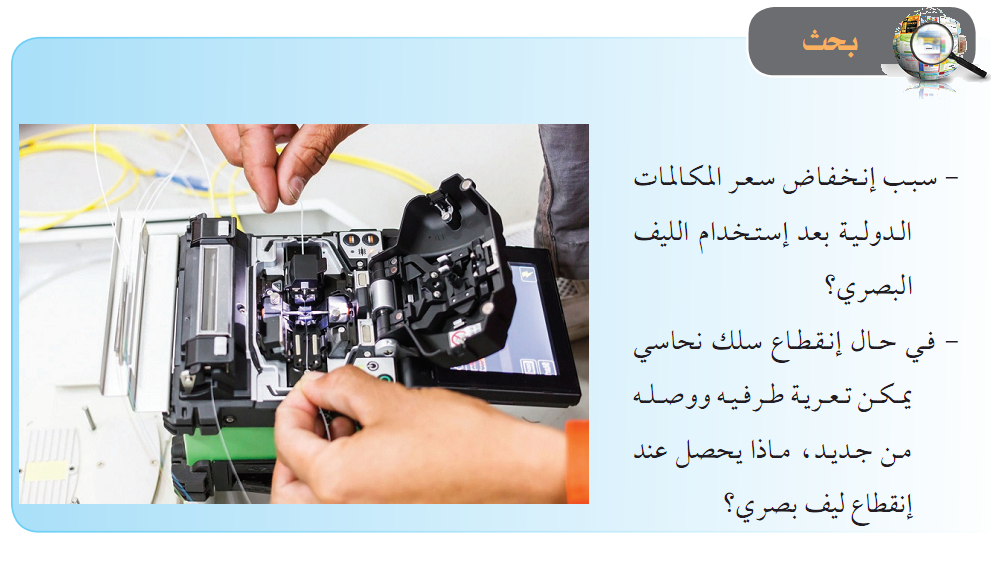 بحث
- سبب إنخفاض سعر المكالمات
الدولية بعد إستخدام الليف
البصري؟
- في حال إنقطاع سلك نحاسي
يمكن تعرية طرفيه ووصله
من جديد، ماذا يحصل عند
إنقطاع ليف بصري؟